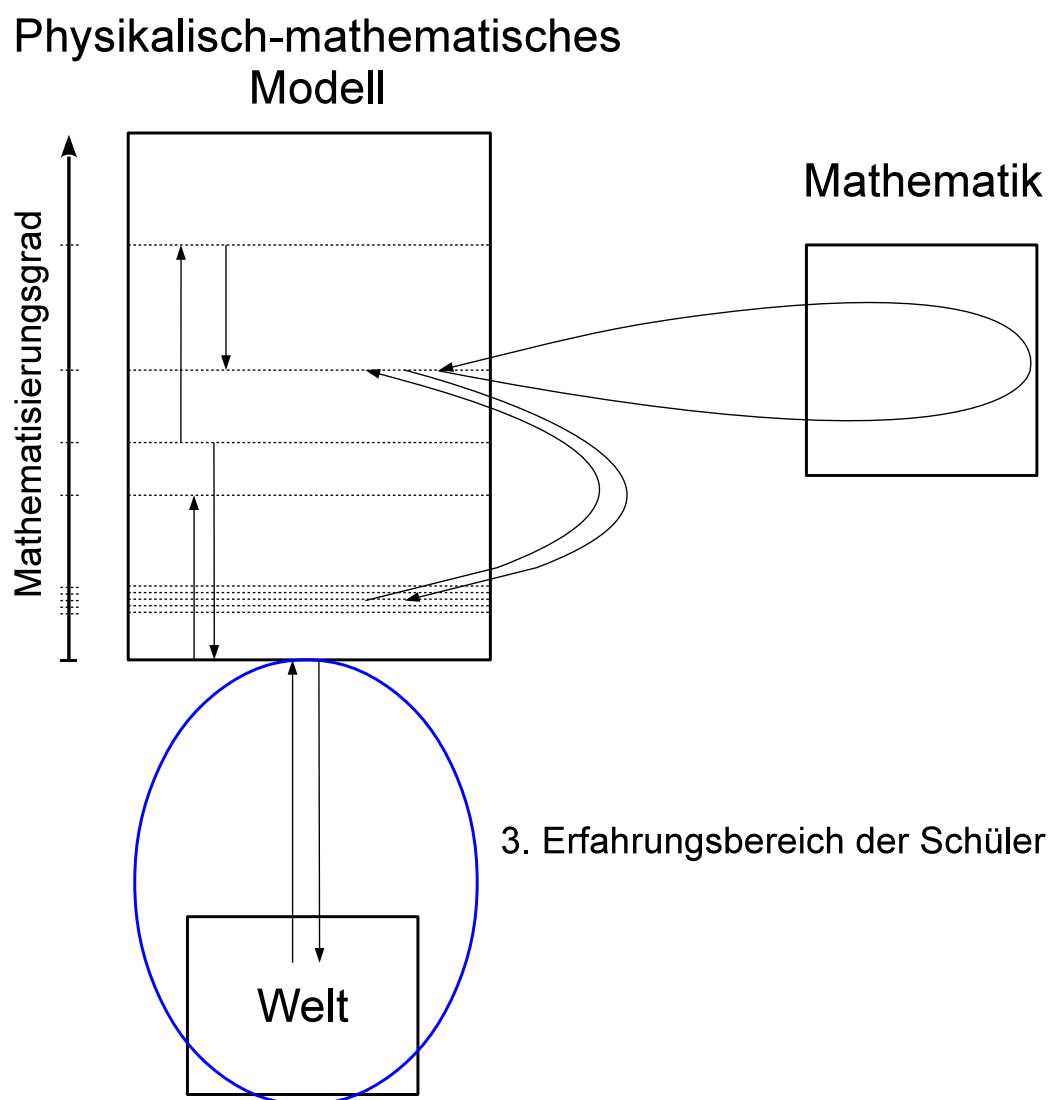 Physikalisch-mathematisches
Modell
Mathematik
Mathematisierungsgrad
3. Erfahrungsbereich der Schüler
Welt